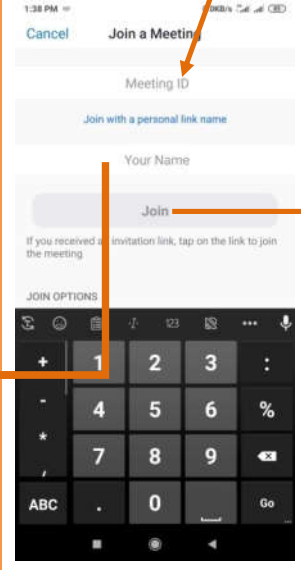 1:38 PM
0KB/s
Cancel Join a Meeting
Meeting ID
Join with a personal link name
Your Name
Join
If you received an invitation link, tap on the link to join
the meeting
JOIN OPTIONS
123
+ 1 2 3 :
- 4 5 6 %
* 7 8 9
,
ABC . 0 Go